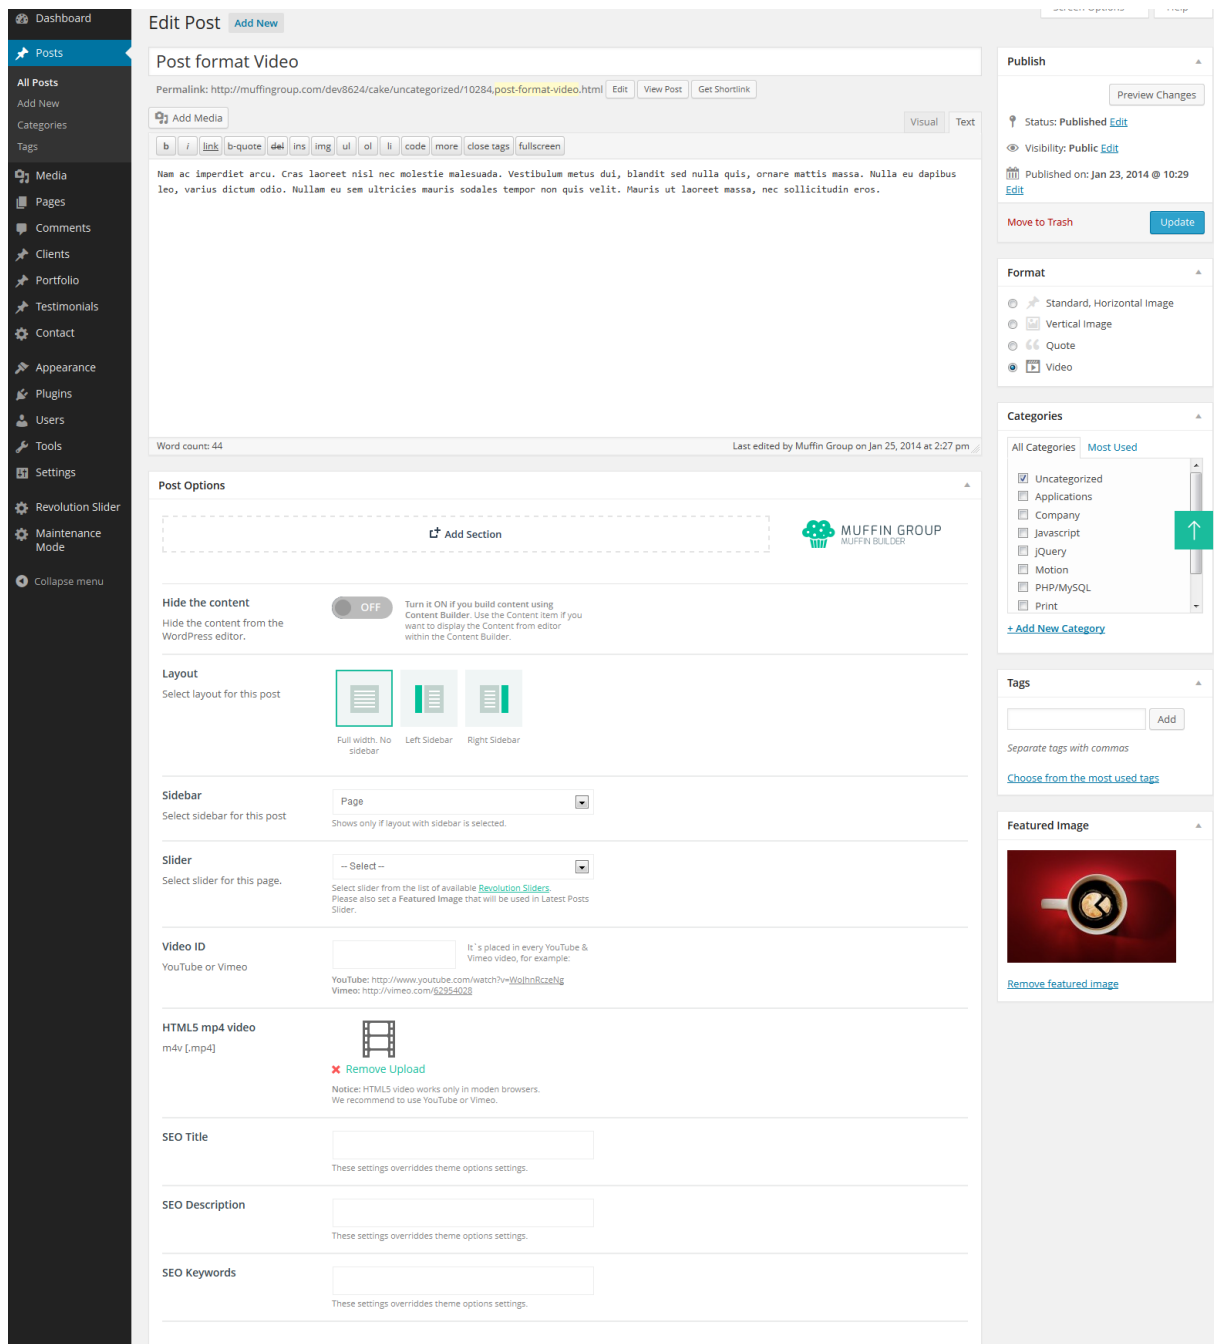 Dashboard
Posts
All Posts
Add New
Categories
Tags
Media
Pages
Comments
Clients
Portfolio
Testimonials
Contact
Appearance
Plugins
Users
Tools
Settings
Revolution Slider
Maintenance
Mode
Collapse menu
Screen Options Help
Edit Post Add New
Post format Video
Permalink: http://muffingroup.com/dev8624/cake/uncategorized/10284,post-format-video.html Edit View Post Get Shortlink
Add Media
Visual Text
b i link b-quote del ins img ul ol li code more close tags fullscreen
Nam ac imperdiet arcu. Cras laoreet nisl nec molestie malesuada. Vestibulum metus dui, blandit sed nulla quis, ornare mattis massa. Nulla eu dapibus
leo, varius dictum odio. Nullam eu sem ultricies mauris sodales tempor non quis velit. Mauris ut laoreet massa, nec sollicitudin eros.
Word count: 44 Last edited by Muffin Group on Jan 25, 2014 at 2:27 pm
Post Options
Add Section
MUFFIN GROUP
MUFFIN BUILDER
Hide the content
Hide the content from the
WordPress editor.
OFF
Turn it ON if you build content using
Content Builder. Use the Content item if you
want to display the Content from editor
within the Content Builder.
Layout
Select layout for this post
Full width. No
sidebar
Left Sidebar
Right Sidebar
Sidebar
Select sidebar for this post
Page
Shows only if layout with sidebar is selected.
Slider
Select slider for this page.
-- Select --
Select slider from the list of available Revolution Sliders.
Please also set a Featured Image that will be used in Latest Posts
Slider.
Video ID
YouTube or Vimeo
It`s placed in every YouTube &
Vimeo video, for example:
YouTube: http://www.youtube.com/watch?v=WoJhnRczeNg
Vimeo: http://vimeo.com/62954028
HTML5 mp4 video
m4v [.mp4]
Remove Upload
Notice: HTML5 video works only in moden browsers.
We recommend to use YouTube or Vimeo.
SEO Title
These settings overriddes theme options settings.
SEO Description
These settings overriddes theme options settings.
SEO Keywords
These settings overriddes theme options settings.
Publish
Preview Changes
Status: Published Edit
Visibility: Public Edit
Published on: Jan 23, 2014 @ 10:29
Edit
Move to Trash Update
Format
Standard, Horizontal Image
Vertical Image
Quote
Video
Categories
All Categories Most Used
Uncategorized
Applications
Company
Javascript
jQuery
Motion
PHP/MySQL
Print
+ Add New Category
Tags
Add
Separate tags with commas
Choose from the most used tags
Featured Image
Remove featured image